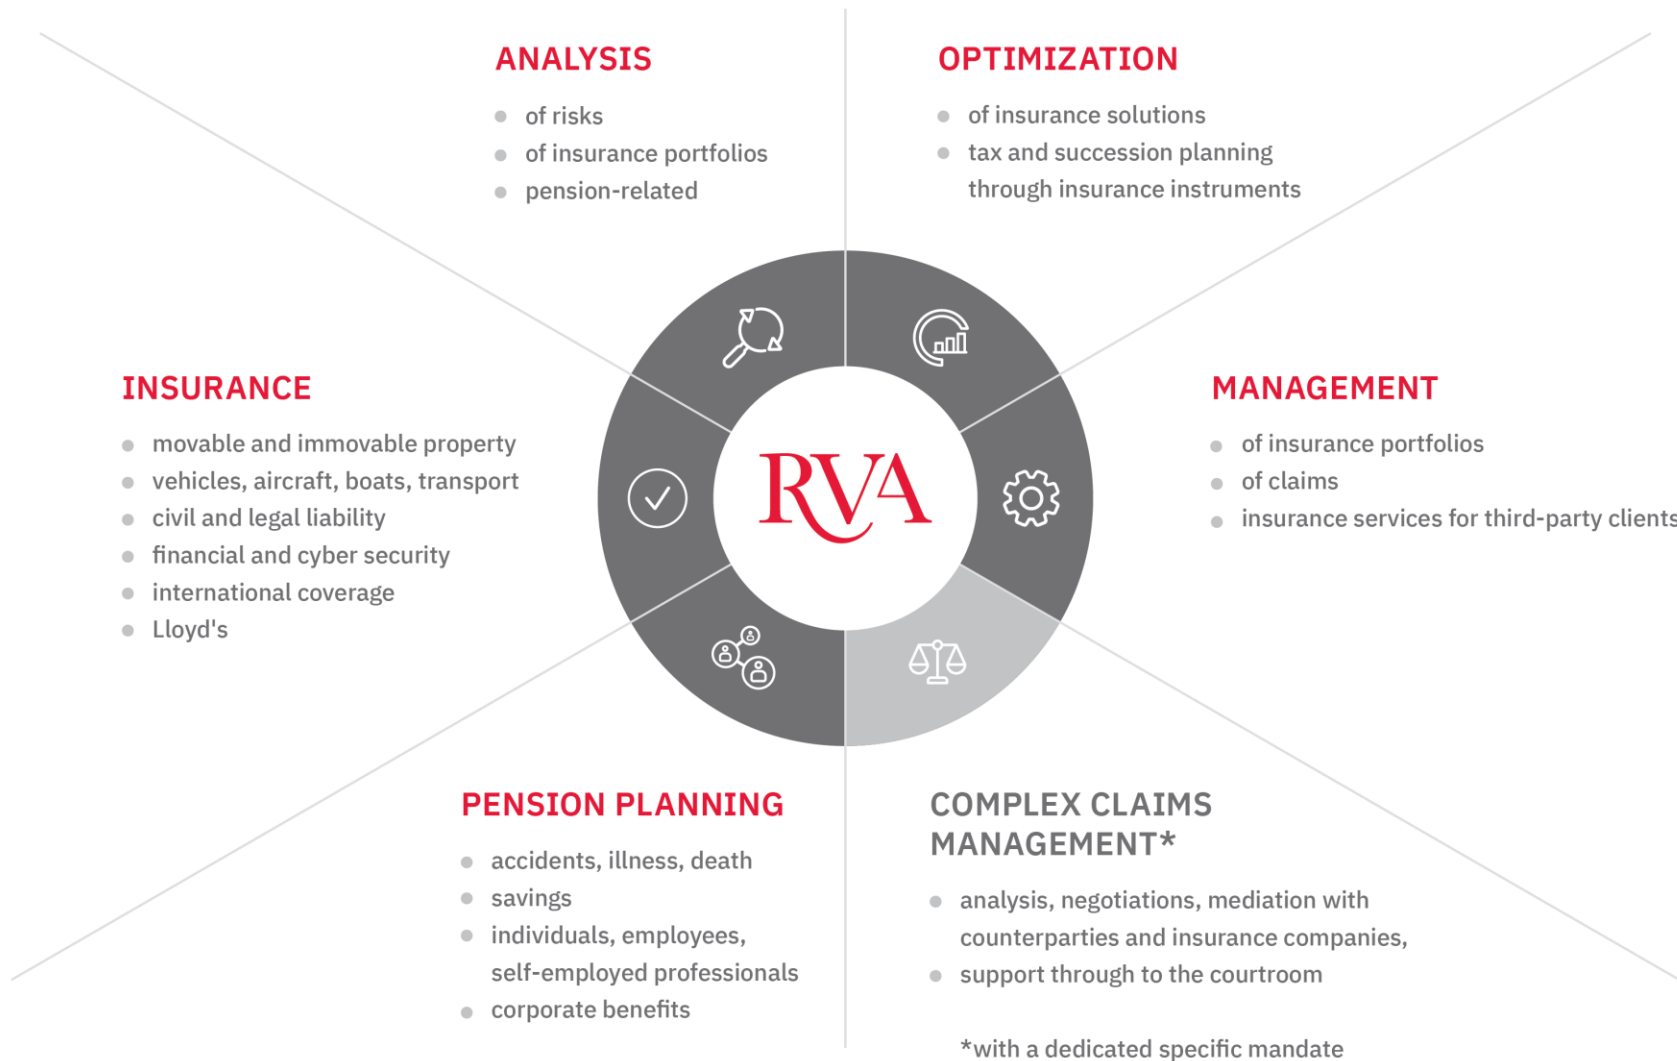 ANALYSIS
of risks
of insurance portfolios
pension-related
OPTIMIZATION
of insurance solutions
tax and succession planning
through insurance instruments
INSURANCE
movable and immovable property
vehicles, aircraft, boats, transport
civil and legal liability
financial and cyber security
international coverage
Lloyd's
RVA
MANAGEMENT
of insurance portfolios
of claims
insurance services for third-party clients
PENSION PLANNING
accidents, illness, death
savings
individuals, employees,
self-employed professionals
corporate benefits
COMPLEX CLAIMS
MANAGEMENT*
analysis, negotiations, mediation with
counterparties and insurance companies,
support through to the courtroom
*with a dedicated specific mandate